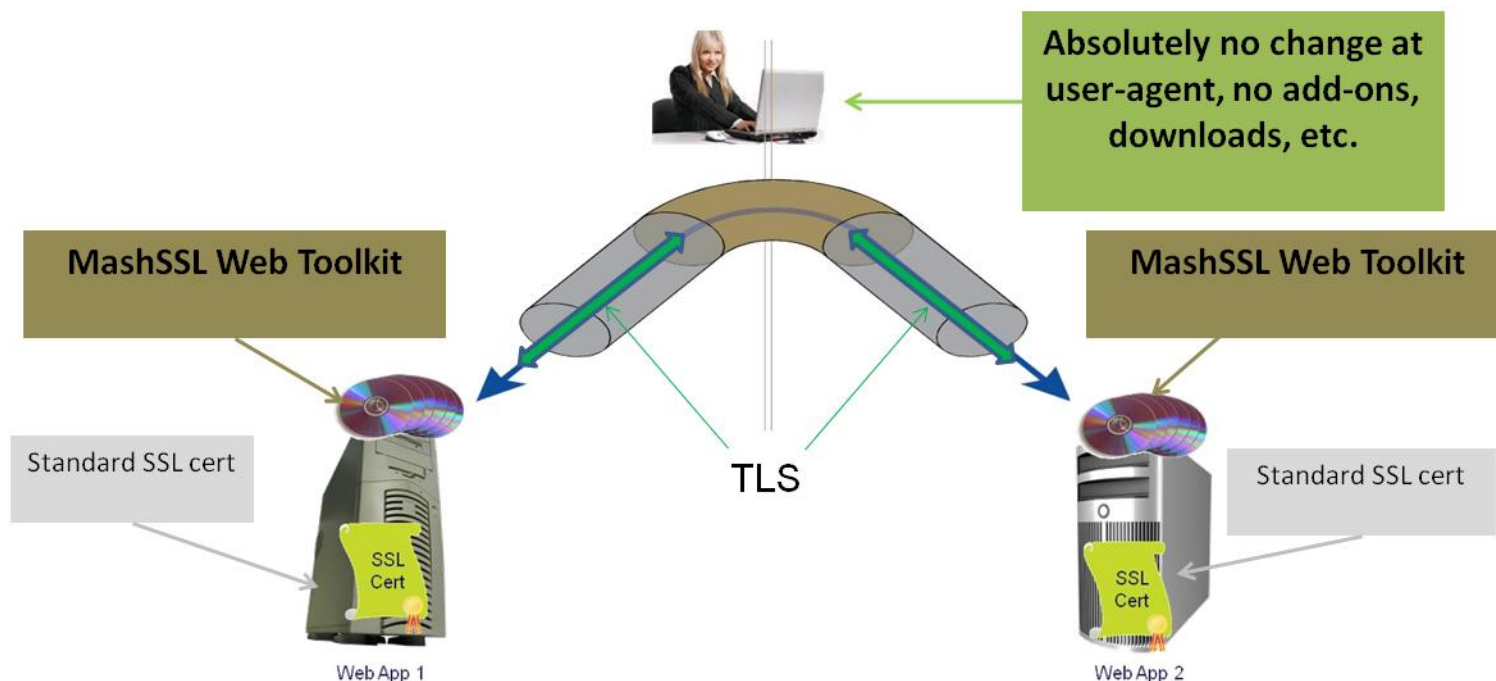 Absolutely no change at
user-agent, no add-ons,
downloads, etc.
MashSSL Web Toolkit
MashSSL Web Toolkit
Standard SSL cert
TLS
Standard SSL cert
SSL
Cert
SSL
Cert
Web App 1
Web App 2